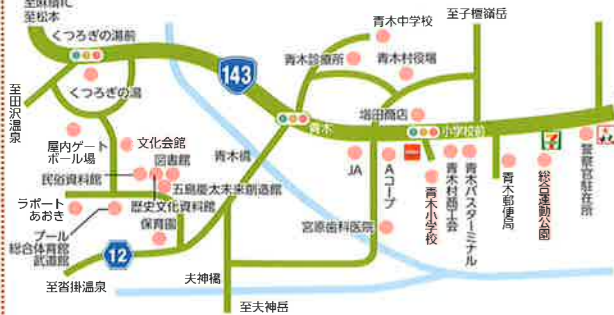 至麻績IC
至松本
くつろぎの湯前
至田沢温泉
くつろぎの湯
143
青木中学校
至子檀嶺岳
青木診療所
青木村役場
塩田商店
青木
小学校前
屋内ゲート
ボール場
文化会館
図書館
民俗資料館
五島慶太未来創造館
歴史文化資料館
ラポート
あおき
保育園
プール
総合体育館
武道館
12
至沓掛温泉
青木橋
夫神橋
至夫神岳
宮原歯科医院
JA
Aコープ
青木小学校
青木村商工会
青木バスターミナル
青木郵便局
総合運動公園
警察官駐在所